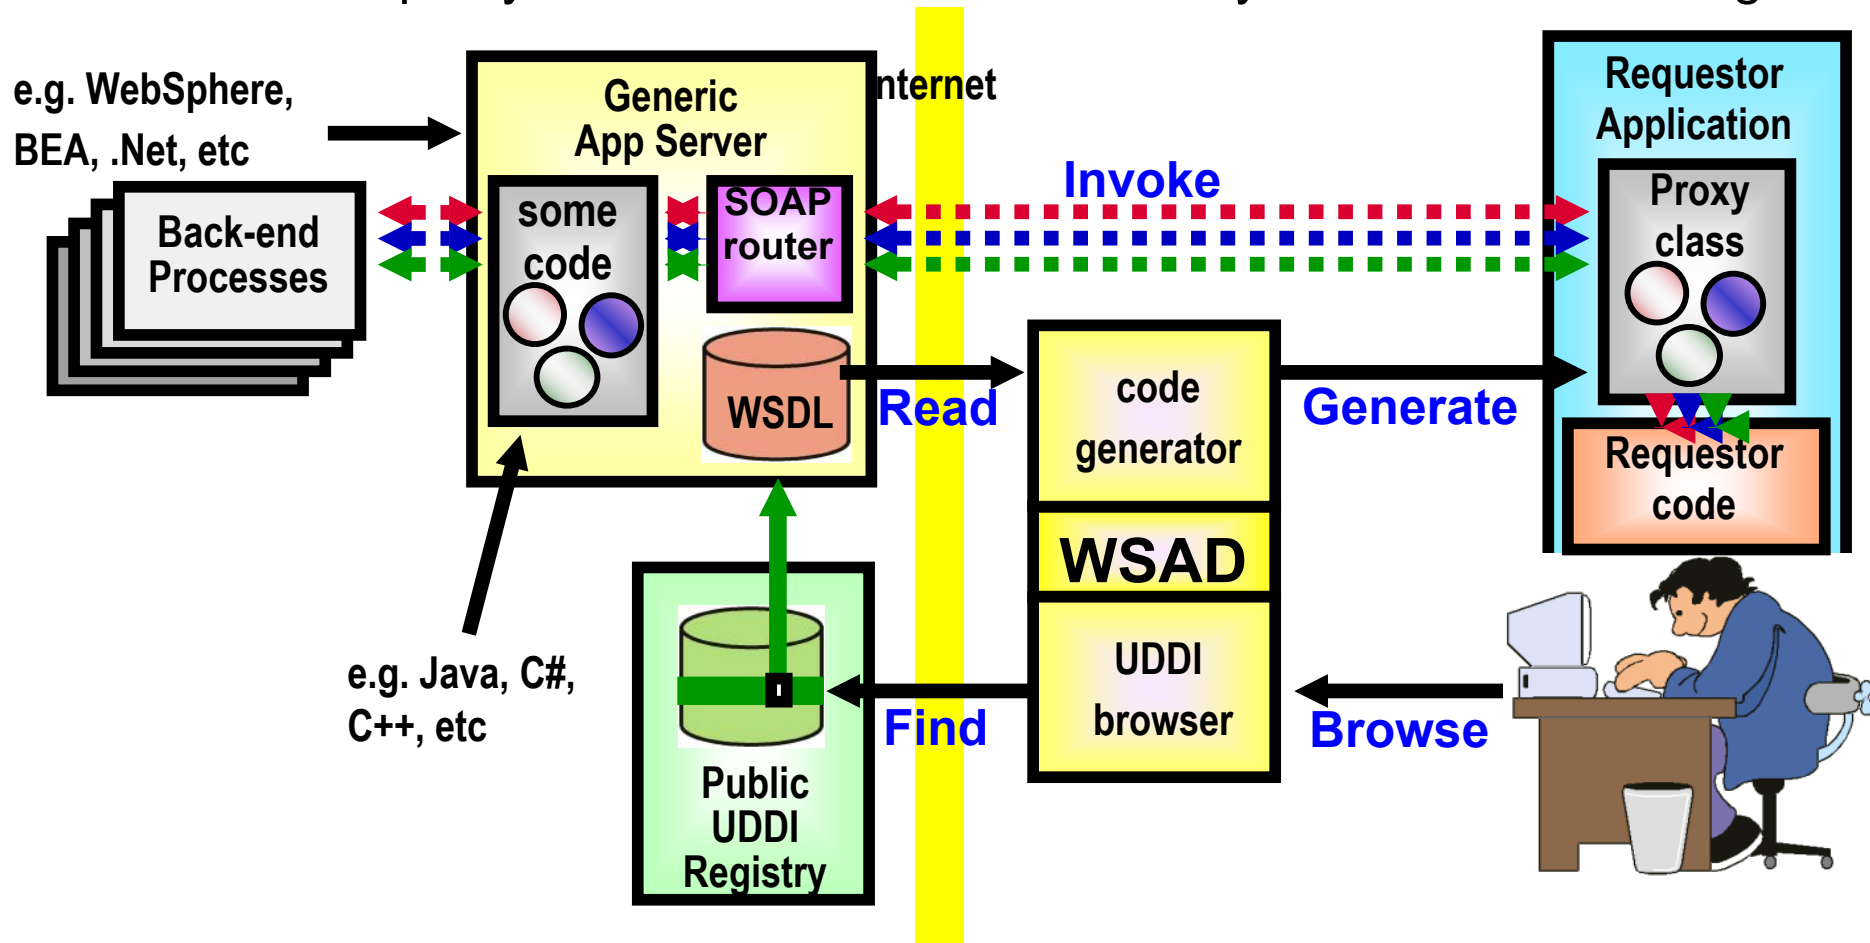 e.g. WebSphere,
BEA, .Net, etc
Back-end
Processes
Generic
App Server
nternet
some
code
SOAP
router
WSDL
e.g. Java, C#,
C++, etc
Public
UDDI
Registry
Invoke
Read
Find
code
generator
WSAD
UDDI
browser
Generate
Browse
Requestor
Application
Proxy
class
Requestor
code